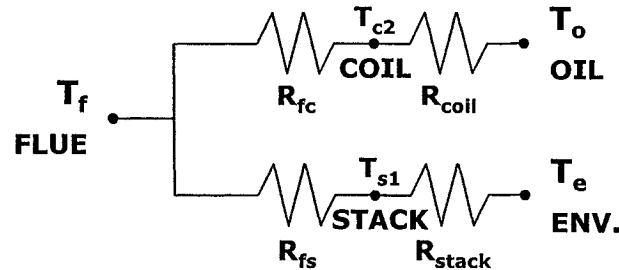 T_c2
T_o
COIL
OIL
R_fc
R_coil
T_f
FLUE
T_s1
T_e
STACK
ENV.
R_fs
R_stack